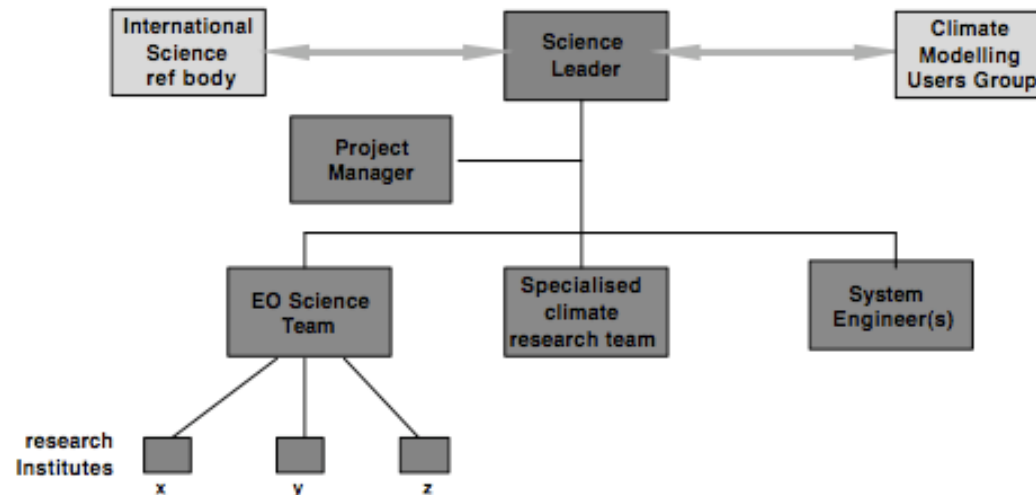 International
Science
ref body
Science
Leader
Climate
Modelling
Users Group
Project
Manager
EO Science
Team
Specialised
climate
research team
System
Engineer(s)
research
Institutes
x
y
z